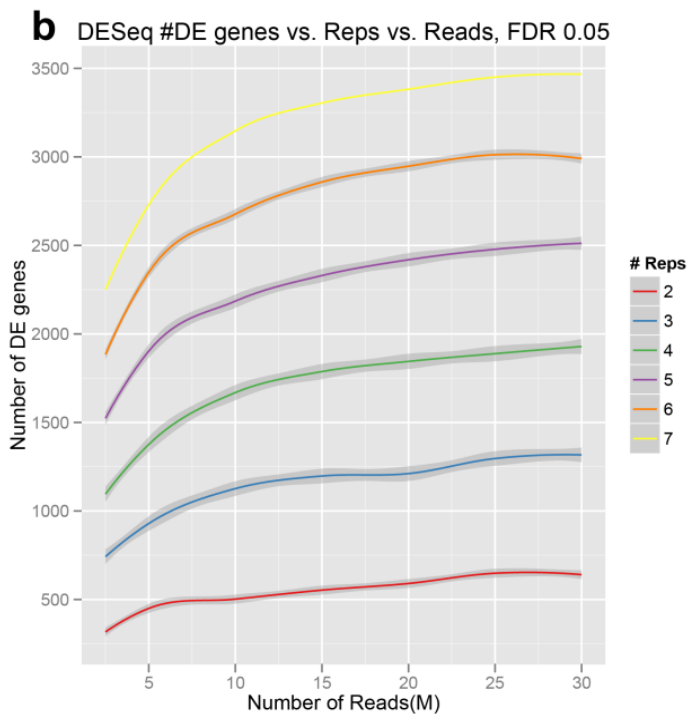 b DESeq #DE genes vs. Reps vs. Reads, FDR 0.05
3500
3000
2500
2000
1500
1000
500
Number of DE genes
5 10 15 20 25 30
Number of Reads(M)
# Reps
2
3
4
5
6
7